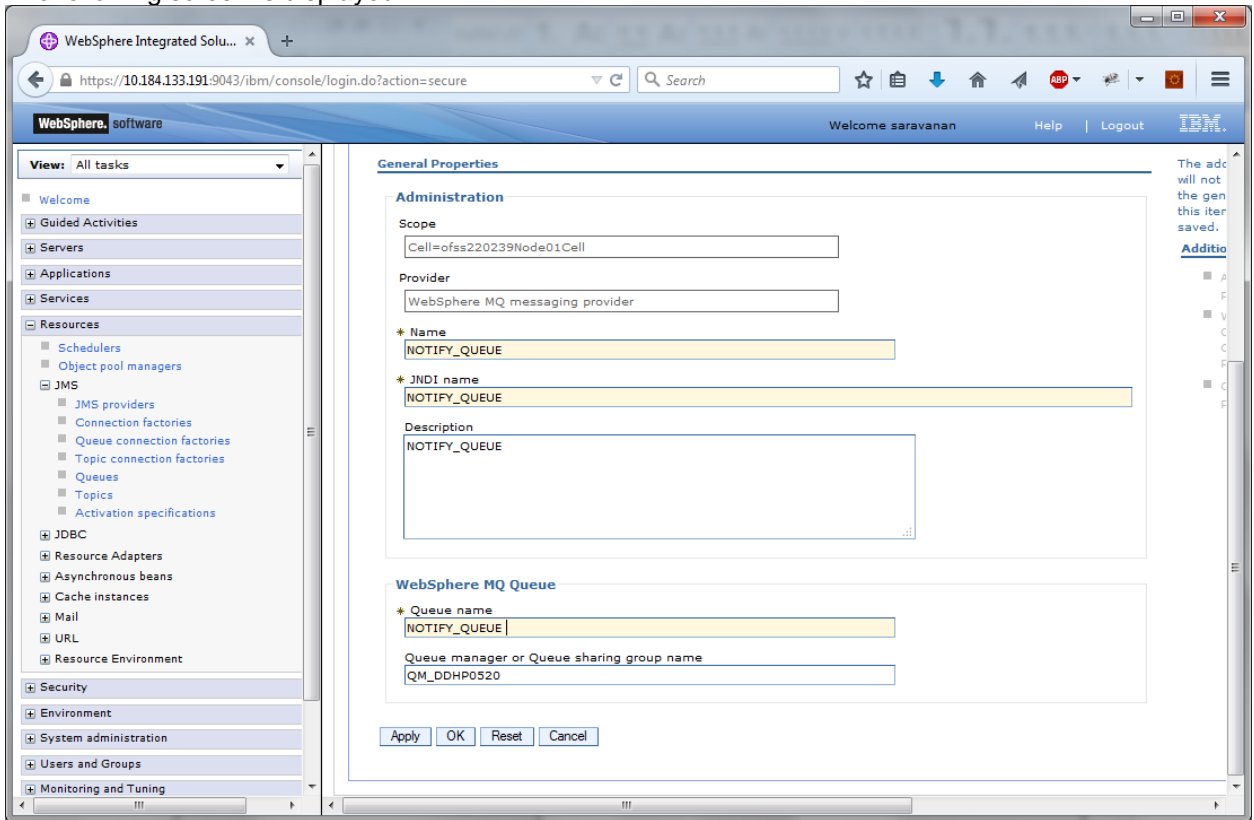 WebSphere Integrated Solu... × +
https://10.184.133.191:9043/ibm/console/login.do?action=secure
Search
ABP
WebSphere. software
Welcome saravanan
Help | Logout
IBM.
View: All tasks
Welcome
Guided Activities
Servers
Applications
Services
Resources
Schedulers
Object pool managers
JMS
JMS providers
Connection factories
Queue connection factories
Topic connection factories
Queues
Topics
Activation specifications
JDBC
Resource Adapters
Asynchronous beans
Cache instances
Mail
URL
Resource Environment
Security
Environment
System administration
Users and Groups
Monitoring and Tuning
General Properties
Administration
Scope
Cell=ofss220239Node01Cell
Provider
WebSphere MQ messaging provider
* Name
NOTIFY_QUEUE
* JNDI name
NOTIFY_QUEUE
Description
NOTIFY_QUEUE
WebSphere MQ Queue
* Queue name
NOTIFY_QUEUE
Queue manager or Queue sharing group name
QM_DDHP0520
Apply OK Reset Cancel
The
will not
the gen
this
saved.
Additio